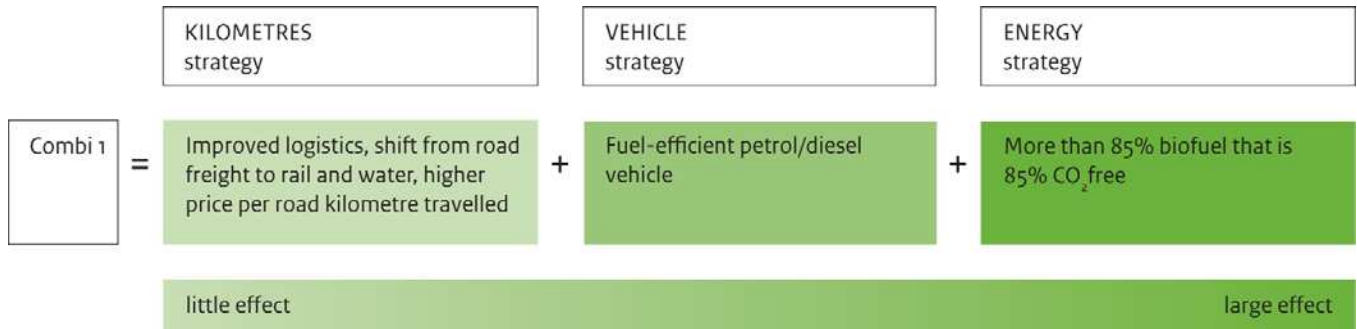 KILOMETRES
strategy
VEHICLE
strategy
ENERGY
strategy
Combi 1
=
Improved logistics, shift from road
freight to rail and water, higher
price per road kilometre travelled
+
Fuel-efficient petrol/diesel
vehicle
+
More than 85% biofuel that is
85% CO₂free
little effect
large effect